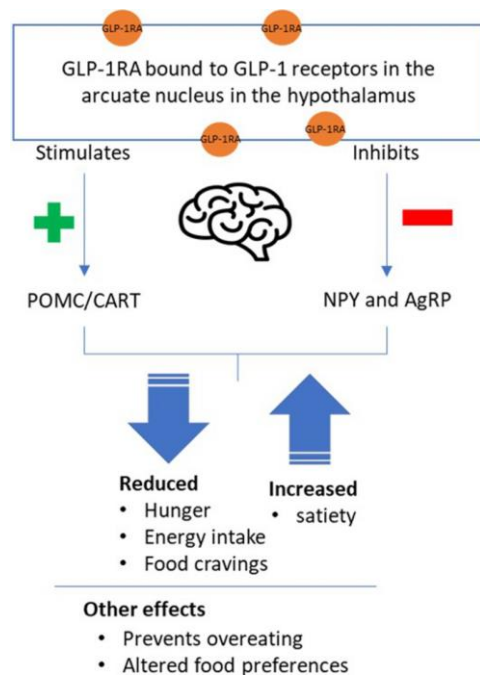 GLP-1RA
GLP-1RA
GLP-1RA bound to GLP-1 receptors in the
arcuate nucleus in the hypothalamus
GLP-1RA
GLP-1RA
Stimulates
Inhibits
POMC/CART
NPY and AgRP
Reduced
• Hunger
• Energy intake
• Food cravings
Increased
• satiety
Other effects
• Prevents overeating
• Altered food preferences